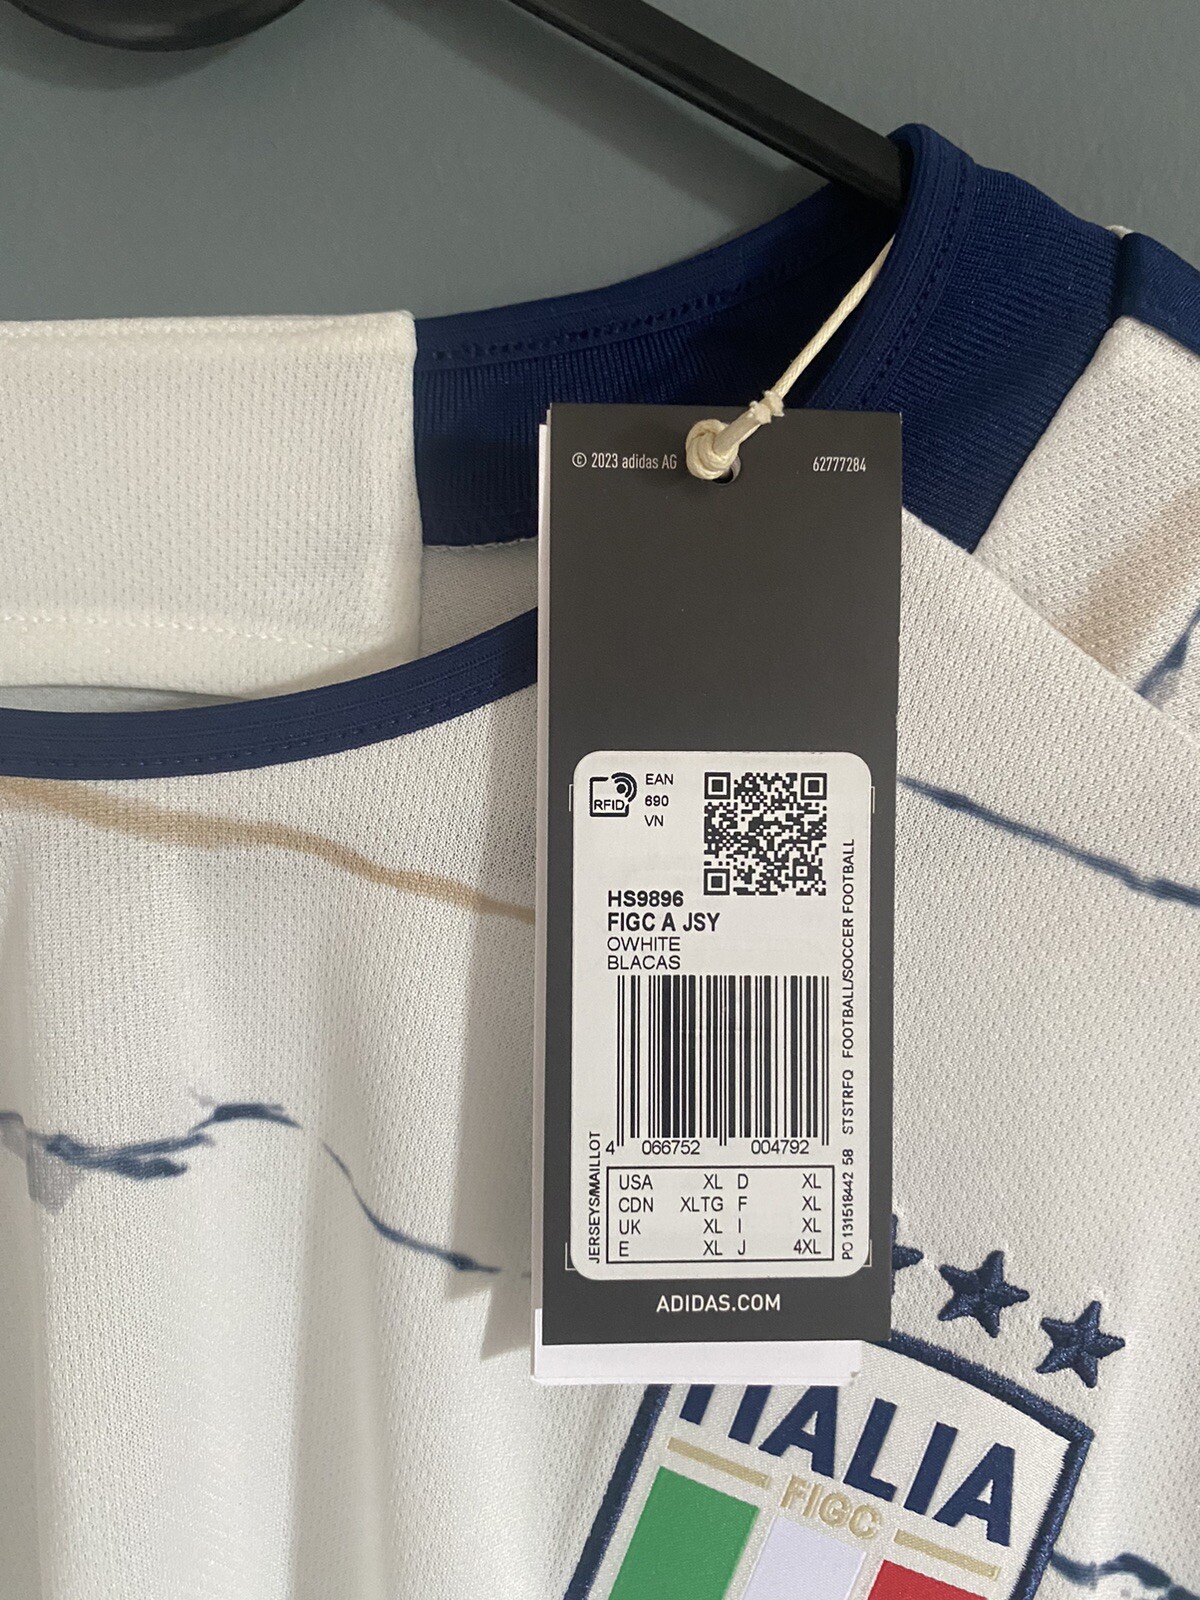 © 2023 adidas AG 62777284
RFID
EAN
690
VN
HS9896
FIGC A JSY
OWHITE
BLACAS
4 066752 004792
JERSEYS/MAILLOT
PO 131518442 58 STSTRFQ FOOTBALL/SOCCER FOOTBALL
USA XL D XL
CDN XLTG F XL
UK XL I XL
E XL J 4XL
ADIDAS.COM
ITALIA
FIGC